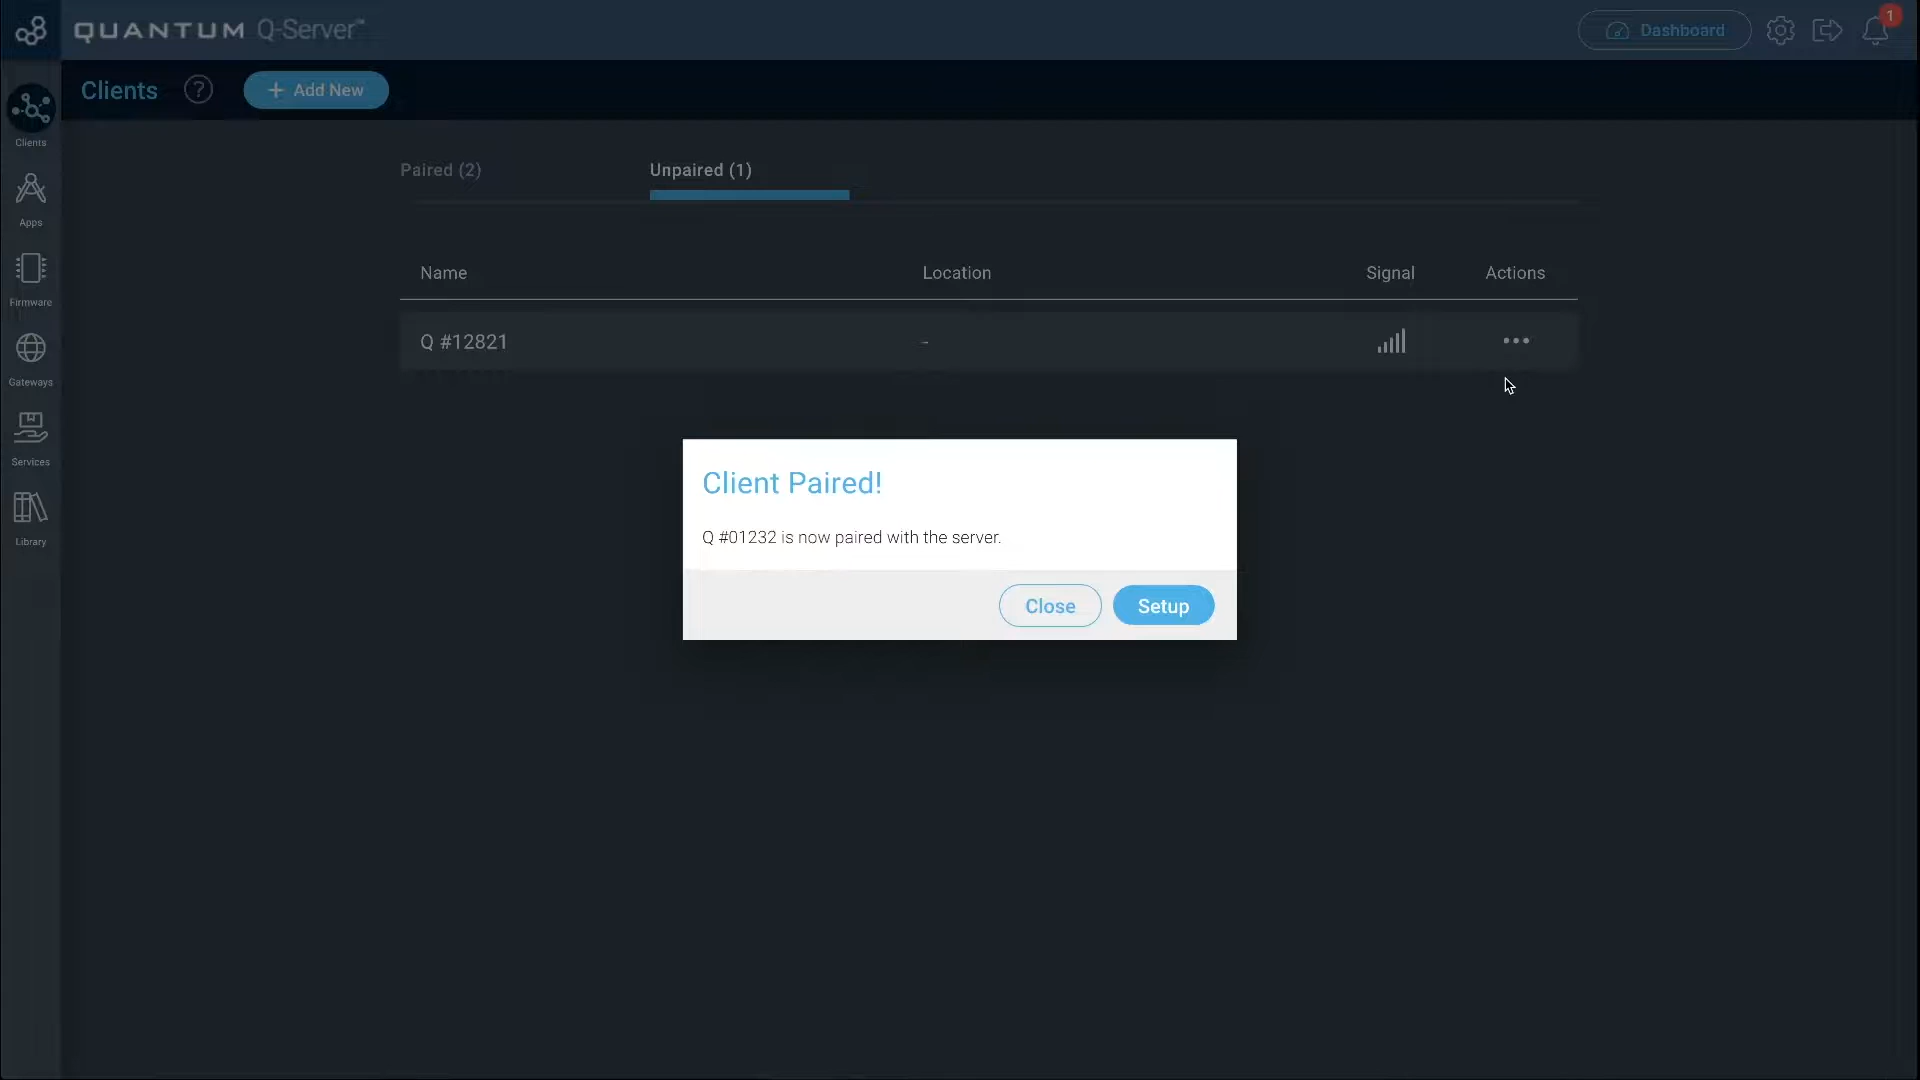 QUANTUM Q-Server™
Dashboard
1
Clients
?
+ Add New
Clients
Apps
Firmware
Gateways
Services
Library
Paired (2)
Unpaired (1)
Name Location Signal Actions
Q #12821 - •••
Client Paired!
Q #01232 is now paired with the server.
Close
Setup